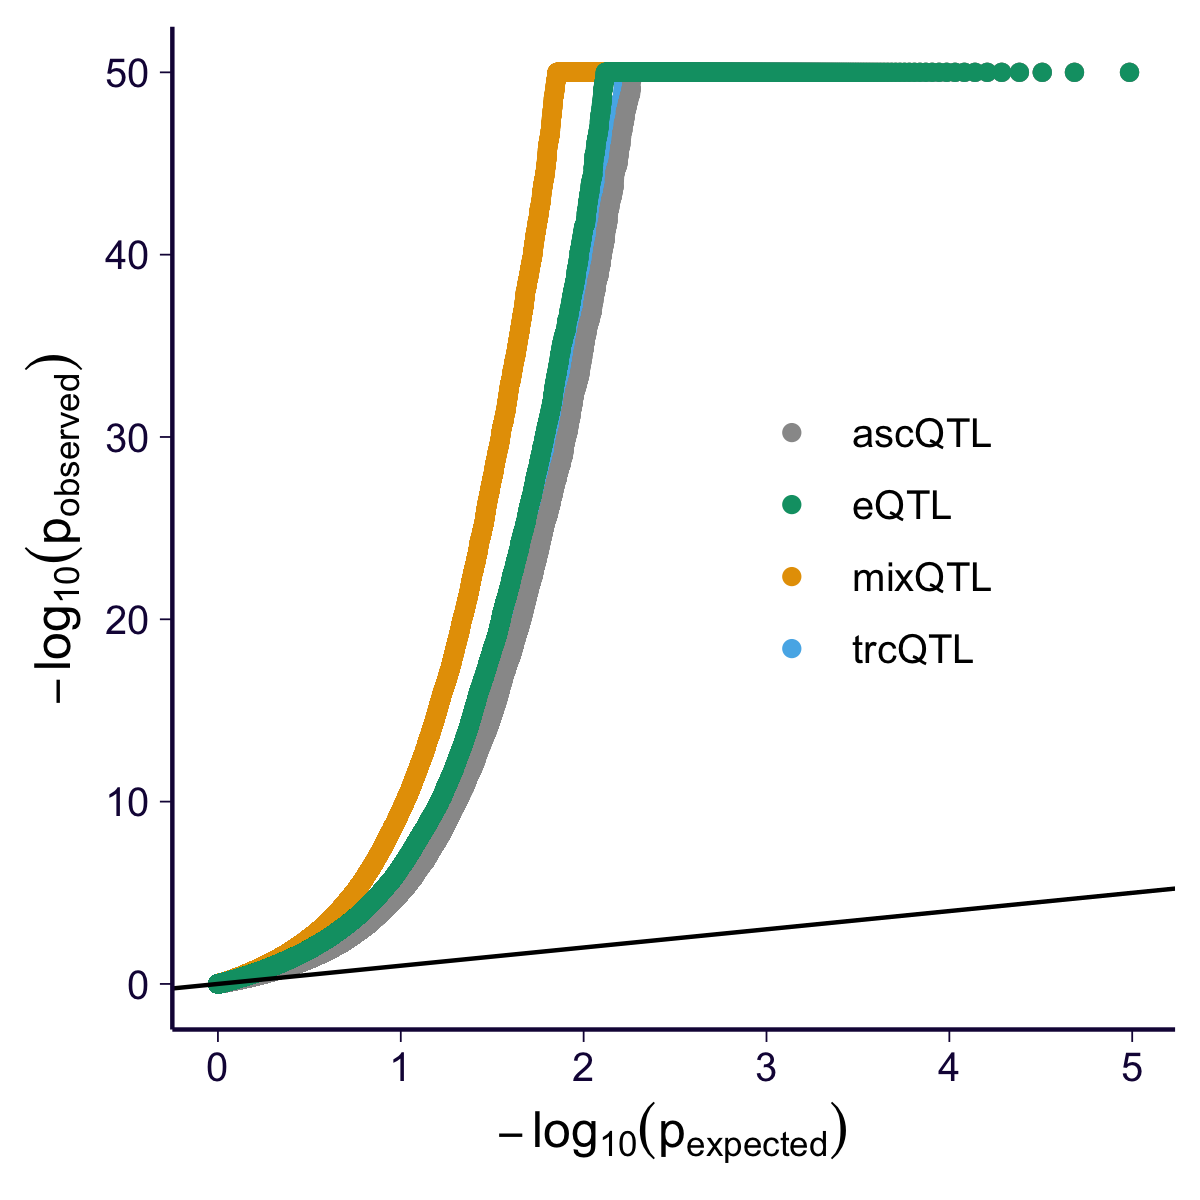 50
40
30
20
10
0
−log10(pobserved)
ascQTL
eQTL
mixQTL
trcQTL
0 1 2 3 4 5
−log10(pexpected)